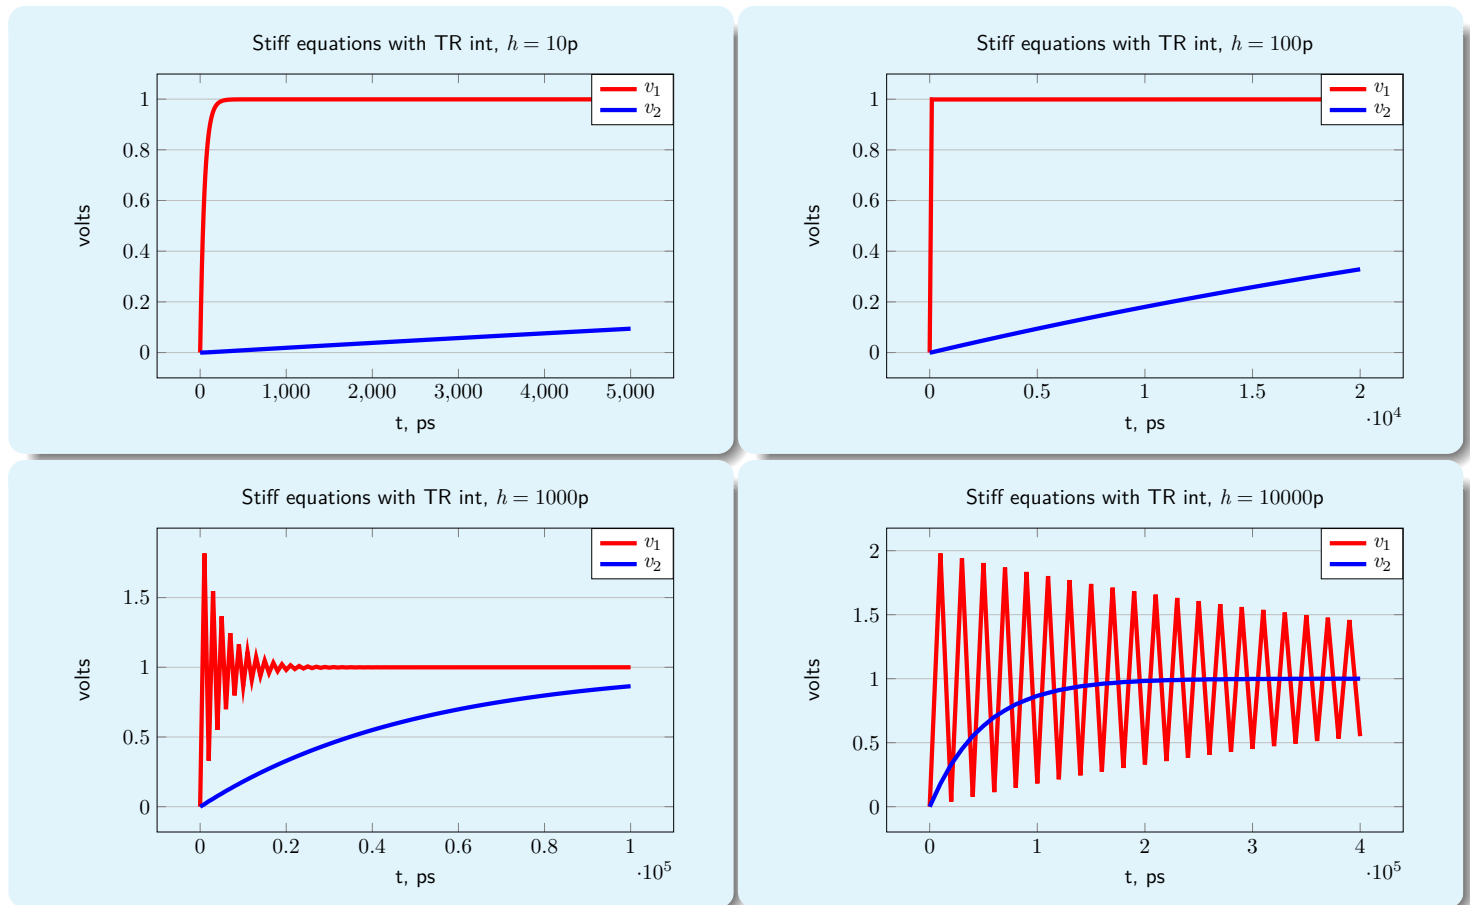 Stiff equations with TR int, h = 10p
v1
v2
1
0.8
0.6
0.4
0.2
0
volts
0 1,000 2,000 3,000 4,000 5,000
t, ps
Stiff equations with TR int, h = 100p
v1
v2
1
0.8
0.6
0.4
0.2
0
volts
0 0.5 1 1.5 2
·10^4
t, ps
Stiff equations with TR int, h = 1000p
v1
v2
1.5
1
0.5
0
volts
0 0.2 0.4 0.6 0.8 1
·10^5
t, ps
Stiff equations with TR int, h = 10000p
v1
v2
2
1.5
1
0.5
0
volts
0 1 2 3 4
·10^5
t, ps